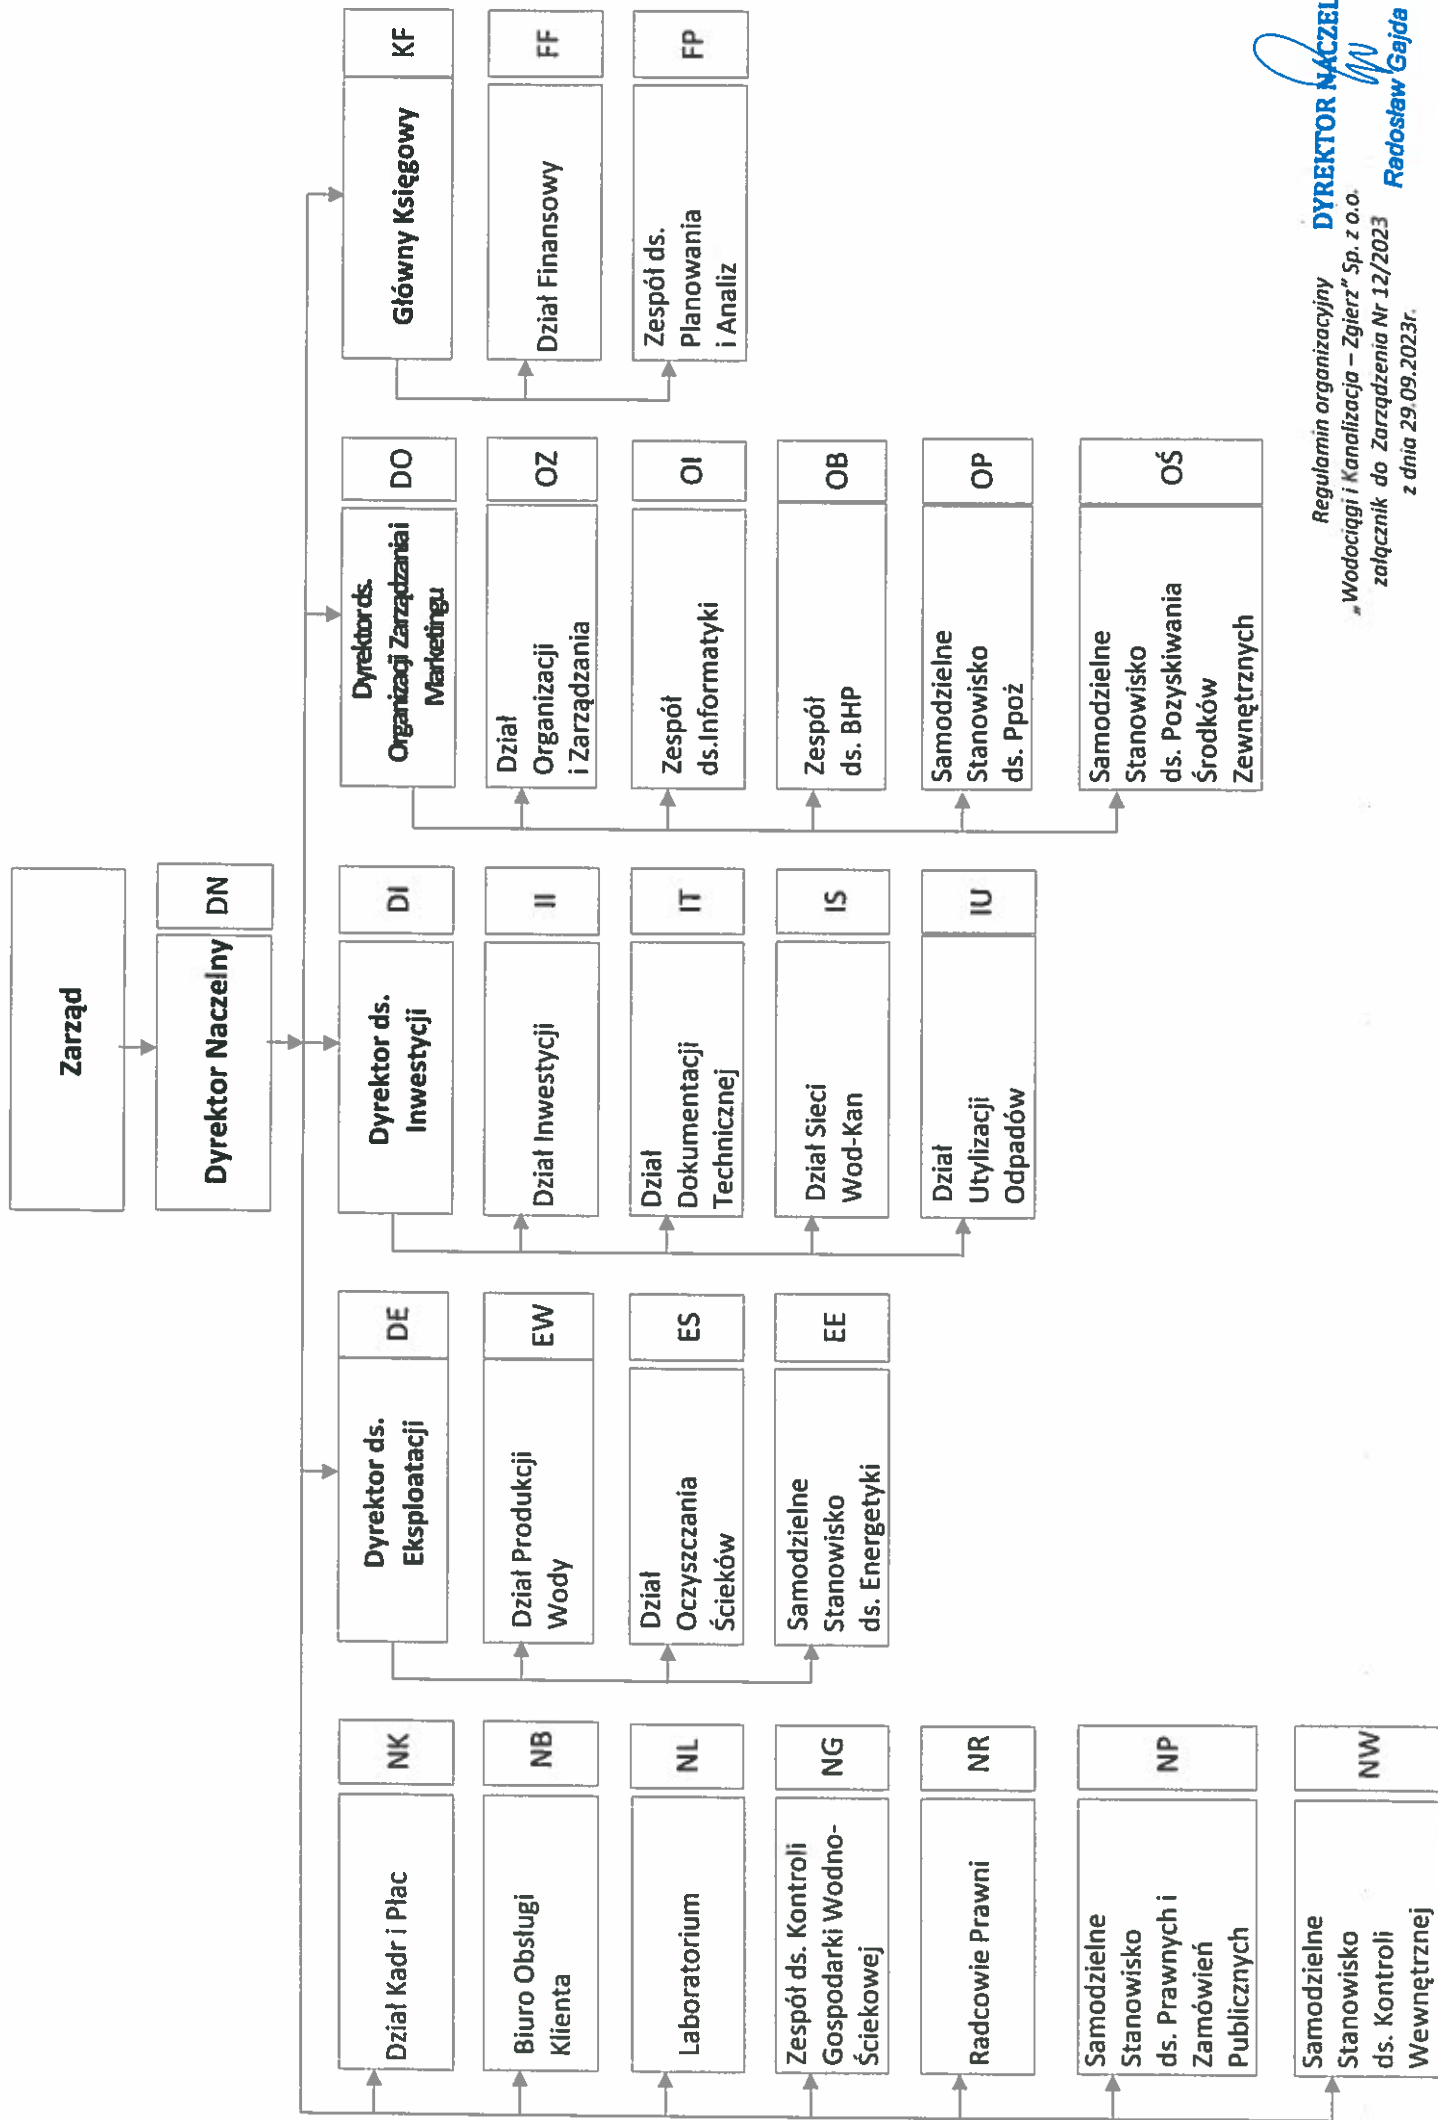 Zarząd
Dyrektor Naczelny
DN
Dział Kadr i Płac
NK
Biuro Obsługi
Klienta
NB
Laboratorium
NL
Zespół ds. Kontroli
Gospodarki Wodno-
Ściekowej
NG
Radcowie Prawni
NR
Samodzielne
Stanowisko
ds. Prawnych i
Zamówień
Publicznych
NP
Samodzielne
Stanowisko
ds. Kontroli
Wewnętrznej
NW
Dyrektor ds.
Eksploatacji
DE
Dział Produkcji
Wody
EW
Dział
Oczyszczania
Ścieków
ES
Samodzielne
Stanowisko
ds. Energetyki
EE
Dyrektor ds.
Inwestycji
DI
Dział Inwestycji
II
Dział
Dokumentacji
Technicznej
IT
Dział Sieci
Wod-Kan
IS
Dział
Utylizacji
Odpadów
IU
Dyrektor ds.
Organizacji Zarządzania i
Marketingu
DO
Dział
Organizacji
i Zarządzania
OZ
Zespół
ds.Informatyki
OI
Zespół
ds. BHP
OB
Samodzielne
Stanowisko
ds. Ppoż
OP
Samodzielne
Stanowisko
ds. Pozyskiwania
Środków
Zewnętrznych
OŚ
Główny Księgowy
KF
Dział Finansowy
FF
Zespół ds.
Planowania
i Analiz
FP
Regulamin organizacyjny
„Wodociągi i Kanalizacja – Zgierz" Sp. z o.o.
załącznik do Zarządzenia Nr 12/2023
z dnia 29.09.2023r.
DYREKTOR NACZEL
Radosław Gajda